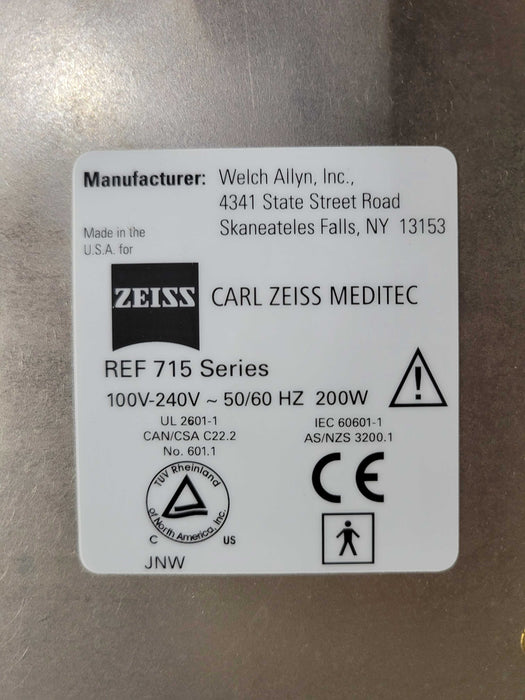 Manufacturer: Welch Allyn, Inc.,
4341 State Street Road
Skaneateles Falls, NY 13153
Made in the
U.S.A. for
ZEISS CARL ZEISS MEDITEC
REF 715 Series
100V-240V ~ 50/60 HZ 200W
UL 2601-1
CAN/CSA C22.2
No. 601.1
IEC 60601-1
AS/NZS 3200.1
TÜV Rheinland
of North America, Inc.
C US
JNW
CE